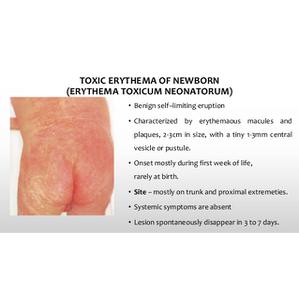 TOXIC ERYTHEMA OF NEWBORN
(ERYTHEMA TOXICUM NEONATORUM)
• Benign self-limiting eruption
• Characterized by erythemaous macules and
plaques, 2-3cm in size, with a tiny 1-3mm central
vesicle or pustule.
• Onset mostly during first week of life,
rarely at birth.
• Site – mostly on trunk and proximal extremeties.
• Systemic symptoms are absent
• Lesion spontaneously disappear in 3 to 7 days.